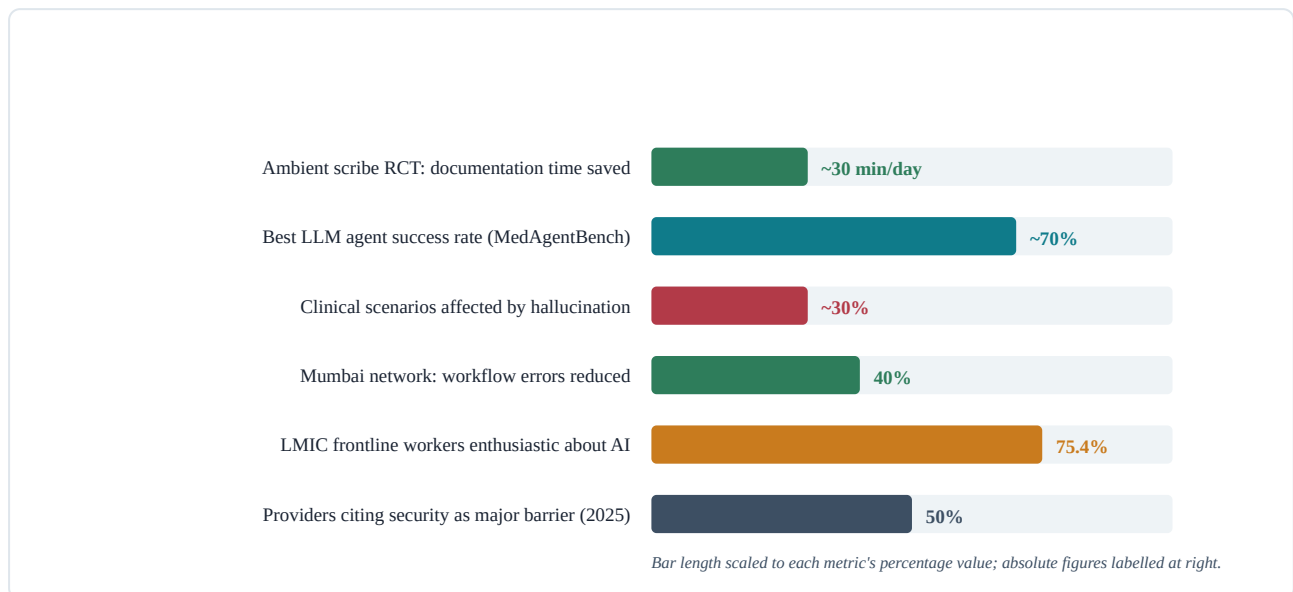 Ambient scribe RCT: documentation time saved ~30 min/day
Best LLM agent success rate (MedAgentBench) ~70%
Clinical scenarios affected by hallucination ~30%
Mumbai network: workflow errors reduced 40%
LMIC frontline workers enthusiastic about AI 75.4%
Providers citing security as major barrier (2025) 50%
Bar length scaled to each metric's percentage value; absolute figures labelled at right.